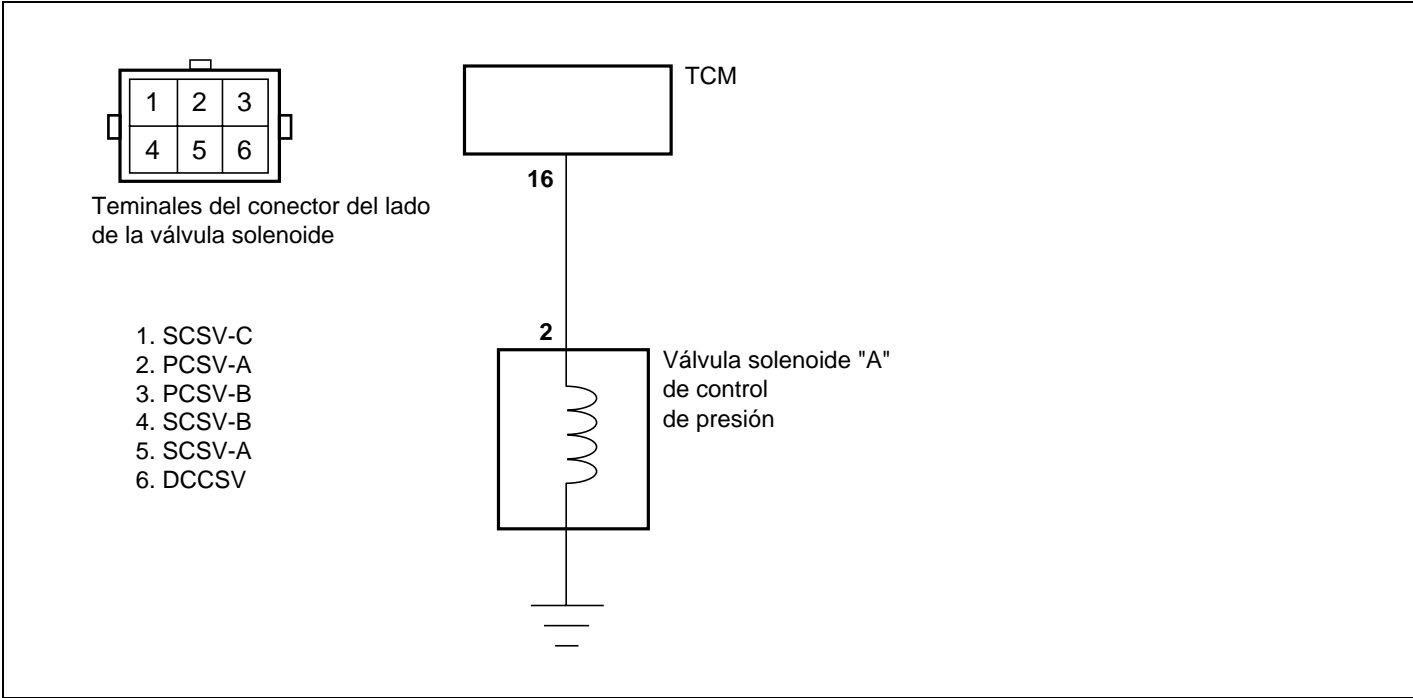 1 2 3
4 5 6
Teminales del conector del lado
de la válvula solenoide
1. SCSV-C
2. PCSV-A
3. PCSV-B
4. SCSV-B
5. SCSV-A
6. DCCSV
TCM
16
2
Válvula solenoide "A"
de control
de presión